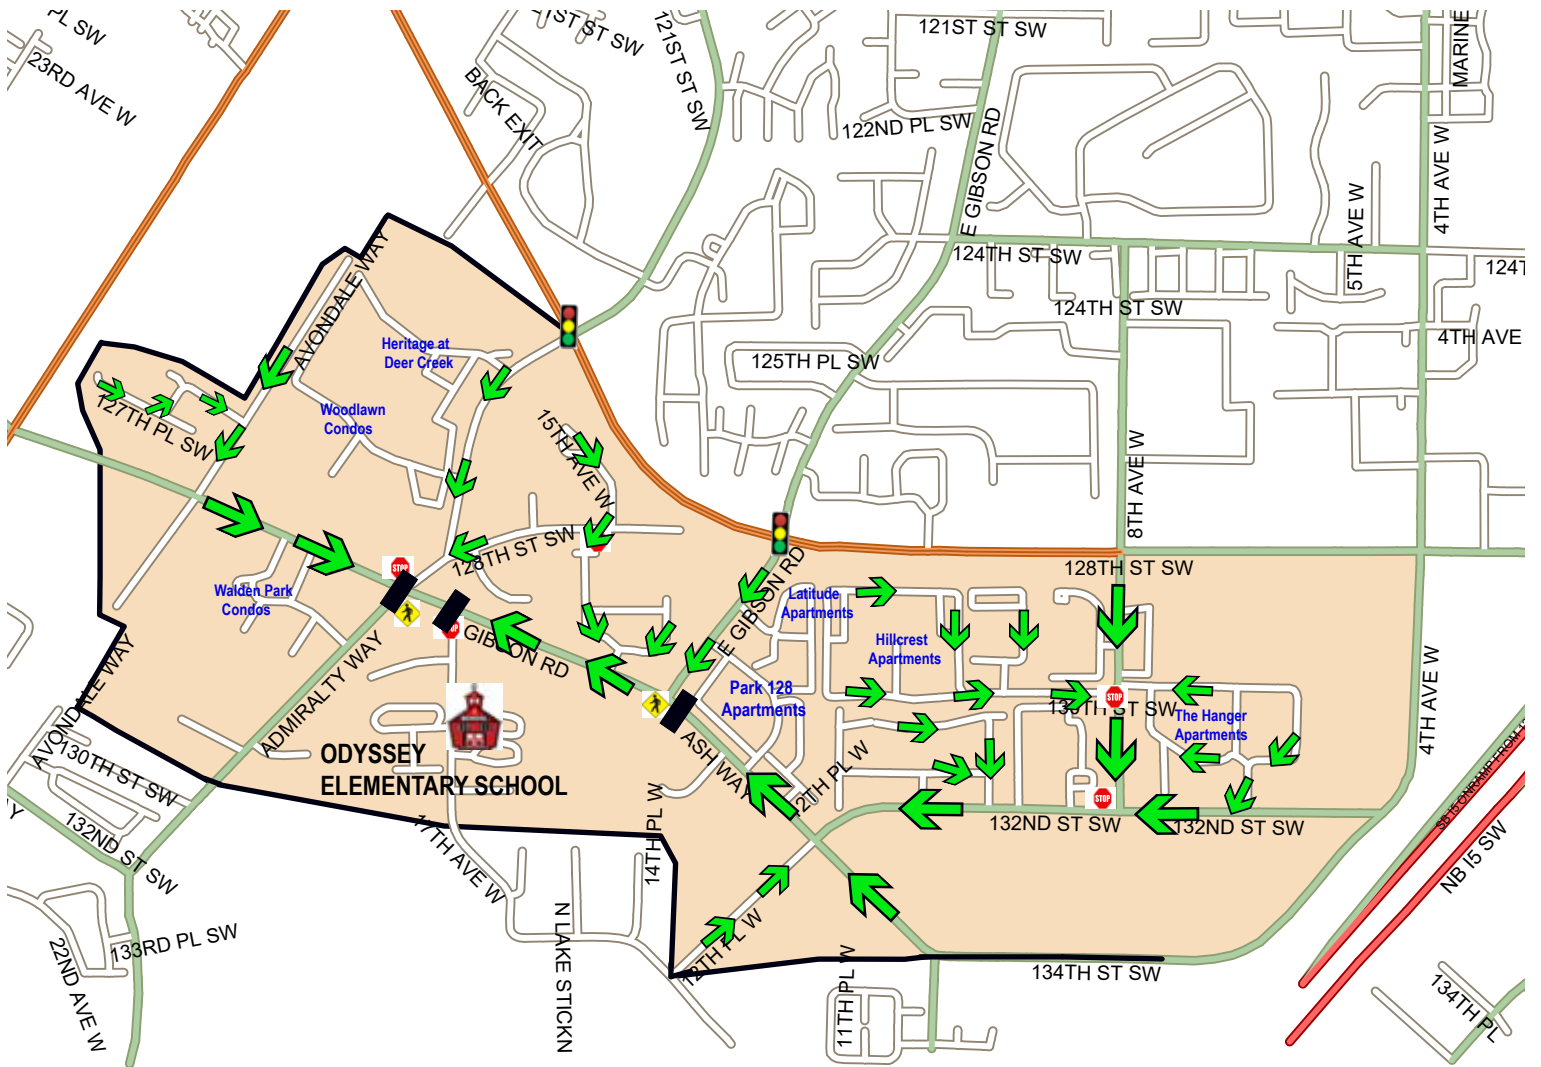 PL SW
23RD AVE W
21ST ST SW
BACK EXIT
121ST ST SW
121ST ST SW
122ND PL SW
E GIBSON RD
MARINE
4TH AVE W
5TH AVE W
124TH ST SW
124TH ST SW
4TH AVE
125TH PL SW
8TH AVE W
AVONDALE WAY
Heritage at
Deer Creek
Woodlawn
Condos
127TH PL SW
15TH AVE W
128TH ST SW
128TH ST SW
E GIBSON RD
STOP
STOP
GIBSON RD
Walden Park
Condos
Latitude
Apartments
Hillcrest
Apartments
Park 128
Apartments
STOP
The Hanger
Apartments
4TH AVE W
AVONDALE WAY
ADMIRALTY WAY
130TH ST SW
132ND ST SW
ODYSSEY
ELEMENTARY SCHOOL
ASH WAY
12TH PL W
STOP
132ND ST SW
132ND ST SW
SB I5 ONRAMP FROM
NB I5 SW
17TH AVE W
14TH PL W
N LAKE STICKN
12TH PL W
11TH PL W
134TH ST SW
134TH PL
133RD PL SW
22ND AVE W